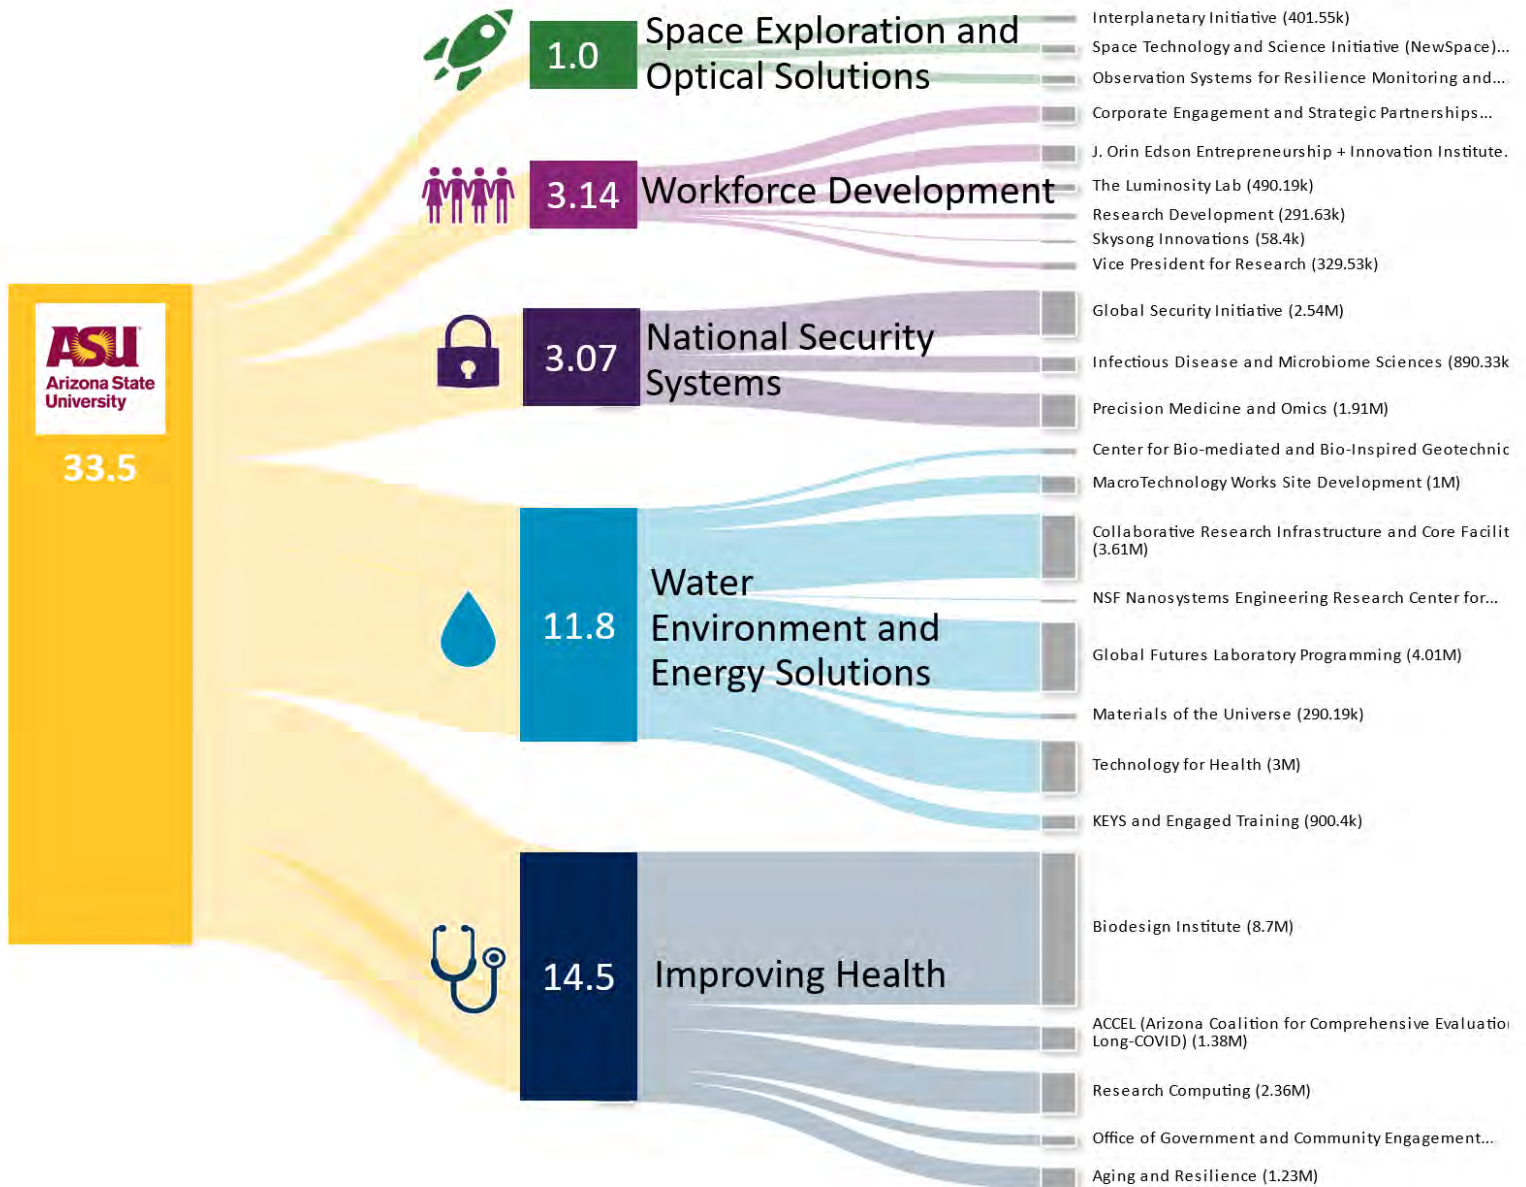 ASU
Arizona State
University
33.5
1.0
Space Exploration and
Optical Solutions
3.14
Workforce Development
3.07
National Security
Systems
11.8
Water
Environment and
Energy Solutions
14.5
Improving Health
Interplanetary Initiative (401.55k)
Space Technology and Science Initiative (NewSpace)...
Observation Systems for Resilience Monitoring and...
Corporate Engagement and Strategic Partnerships...
J. Orin Edson Entrepreneurship + Innovation Institute.
The Luminosity Lab (490.19k)
Research Development (291.63k)
Skysong Innovations (58.4k)
Vice President for Research (329.53k)
Global Security Initiative (2.54M)
Infectious Disease and Microbiome Sciences (890.33k
Precision Medicine and Omics (1.91M)
Center for Bio-mediated and Bio-Inspired Geotechnic
MacroTechnology Works Site Development (1M)
Collaborative Research Infrastructure and Core Facilit
(3.61M)
NSF Nanosystems Engineering Research Center for...
Global Futures Laboratory Programming (4.01M)
Materials of the Universe (290.19k)
Technology for Health (3M)
KEYS and Engaged Training (900.4k)
Biodesign Institute (8.7M)
ACCEL (Arizona Coalition for Comprehensive Evaluatio
Long-COVID) (1.38M)
Research Computing (2.36M)
Office of Government and Community Engagement...
Aging and Resilience (1.23M)